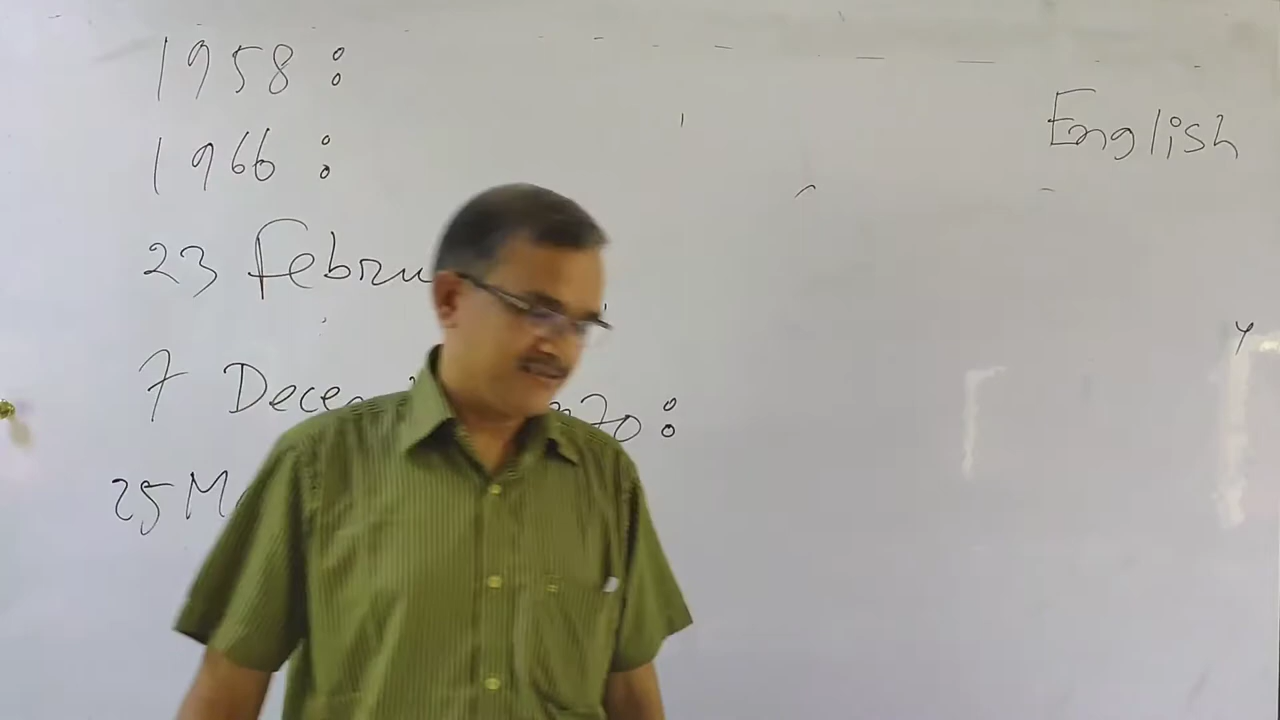 1958 :
English
1966 :
23 Febru
7 Dece 70 :
25 M